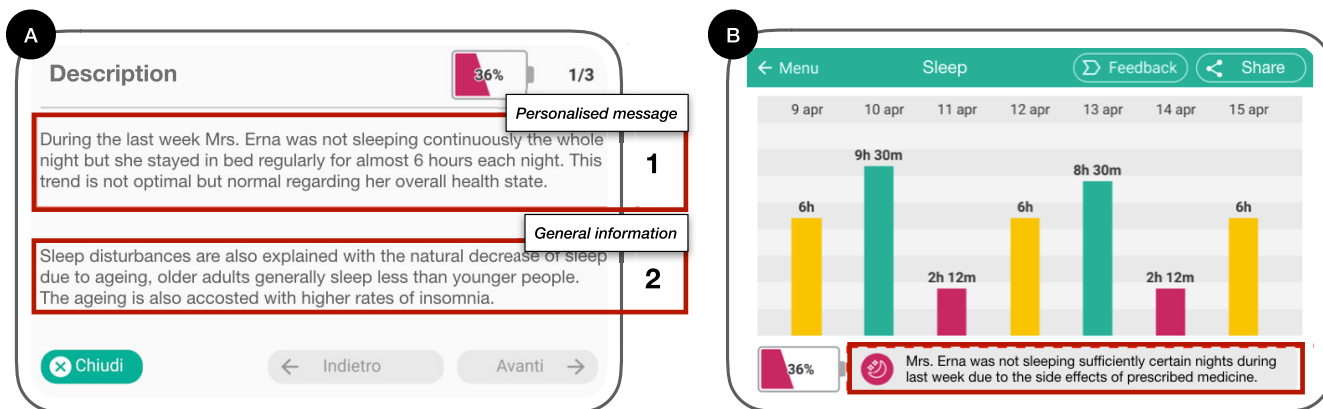 A
Description
36%
1/3
Personalised message
During the last week Mrs. Erna was not sleeping continuously the whole
night but she stayed in bed regularly for almost 6 hours each night. This
trend is not optimal but normal regarding her overall health state.
1
General information
Sleep disturbances are also explained with the natural decrease of sleep
due to ageing, older adults generally sleep less than younger people.
The ageing is also accosted with higher rates of insomnia.
2
Chiudi
Indietro
Avanti
B
Menu
Sleep
Feedback
Share
9 apr 10 apr 11 apr 12 apr 13 apr 14 apr 15 apr
9h 30m
8h 30m
6h 6h 6h
2h 12m 2h 12m
36%
Mrs. Erna was not sleeping sufficiently certain nights during
last week due to the side effects of prescribed medicine.